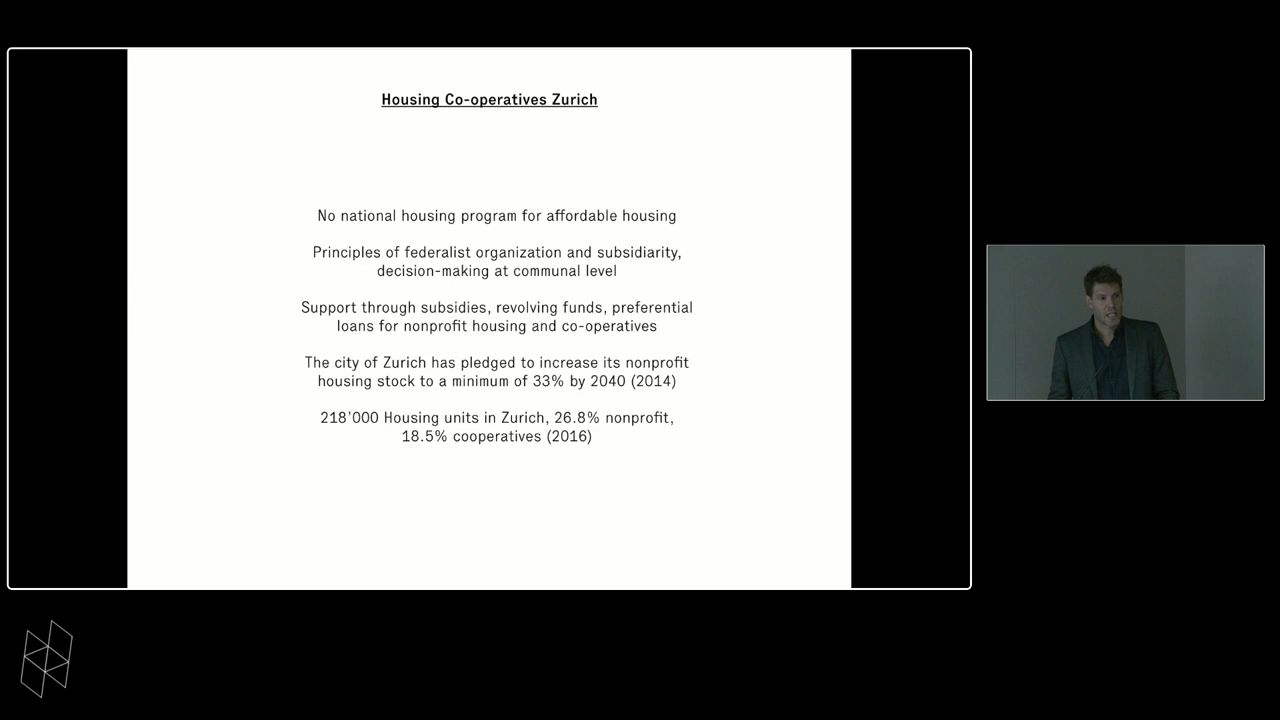 Housing Co-operatives Zurich
No national housing program for affordable housing
Principles of federalist organization and subsidiarity,
decision-making at communal level
Support through subsidies, revolving funds, preferential
loans for nonprofit housing and co-operatives
The city of Zurich has pledged to increase its nonprofit
housing stock to a minimum of 33% by 2040 (2014)
218'000 Housing units in Zurich, 26.8% nonprofit,
18.5% cooperatives (2016)